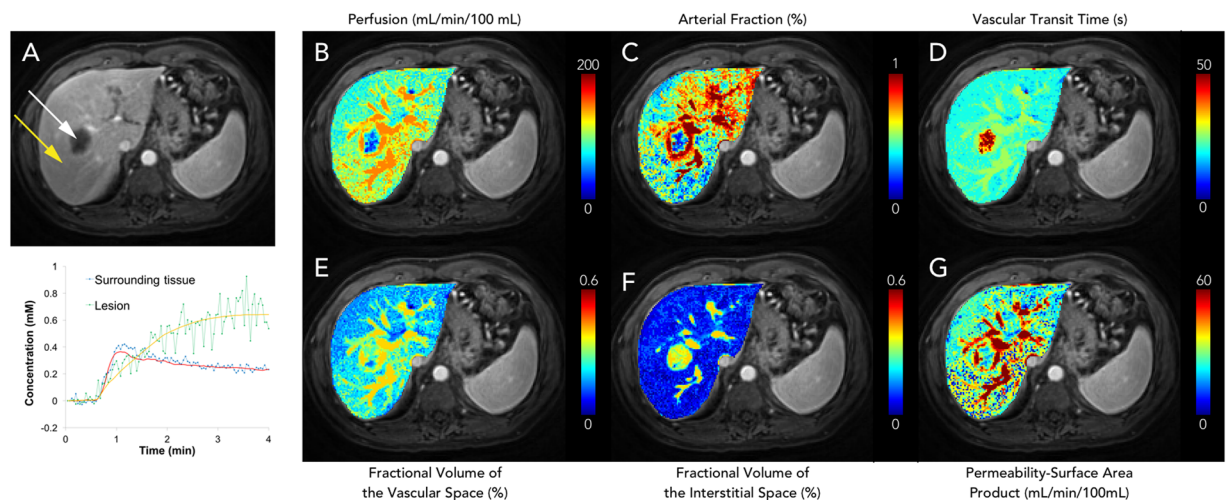 Perfusion (mL/min/100 mL)
Arterial Fraction (%)
Vascular Transit Time (s)
A
B
200
0
C
1
0
D
50
0
Surrounding tissue
Lesion
Concentration (mM)
1
0.8
0.6
0.4
0.2
0
-0.2
0
1
2
3
4
Time (min)
E
0.6
0
F
0.6
0
G
60
0
Fractional Volume of
the Vascular Space (%)
Fractional Volume of
the Interstitial Space (%)
Permeability-Surface Area
Product (mL/min/100mL)